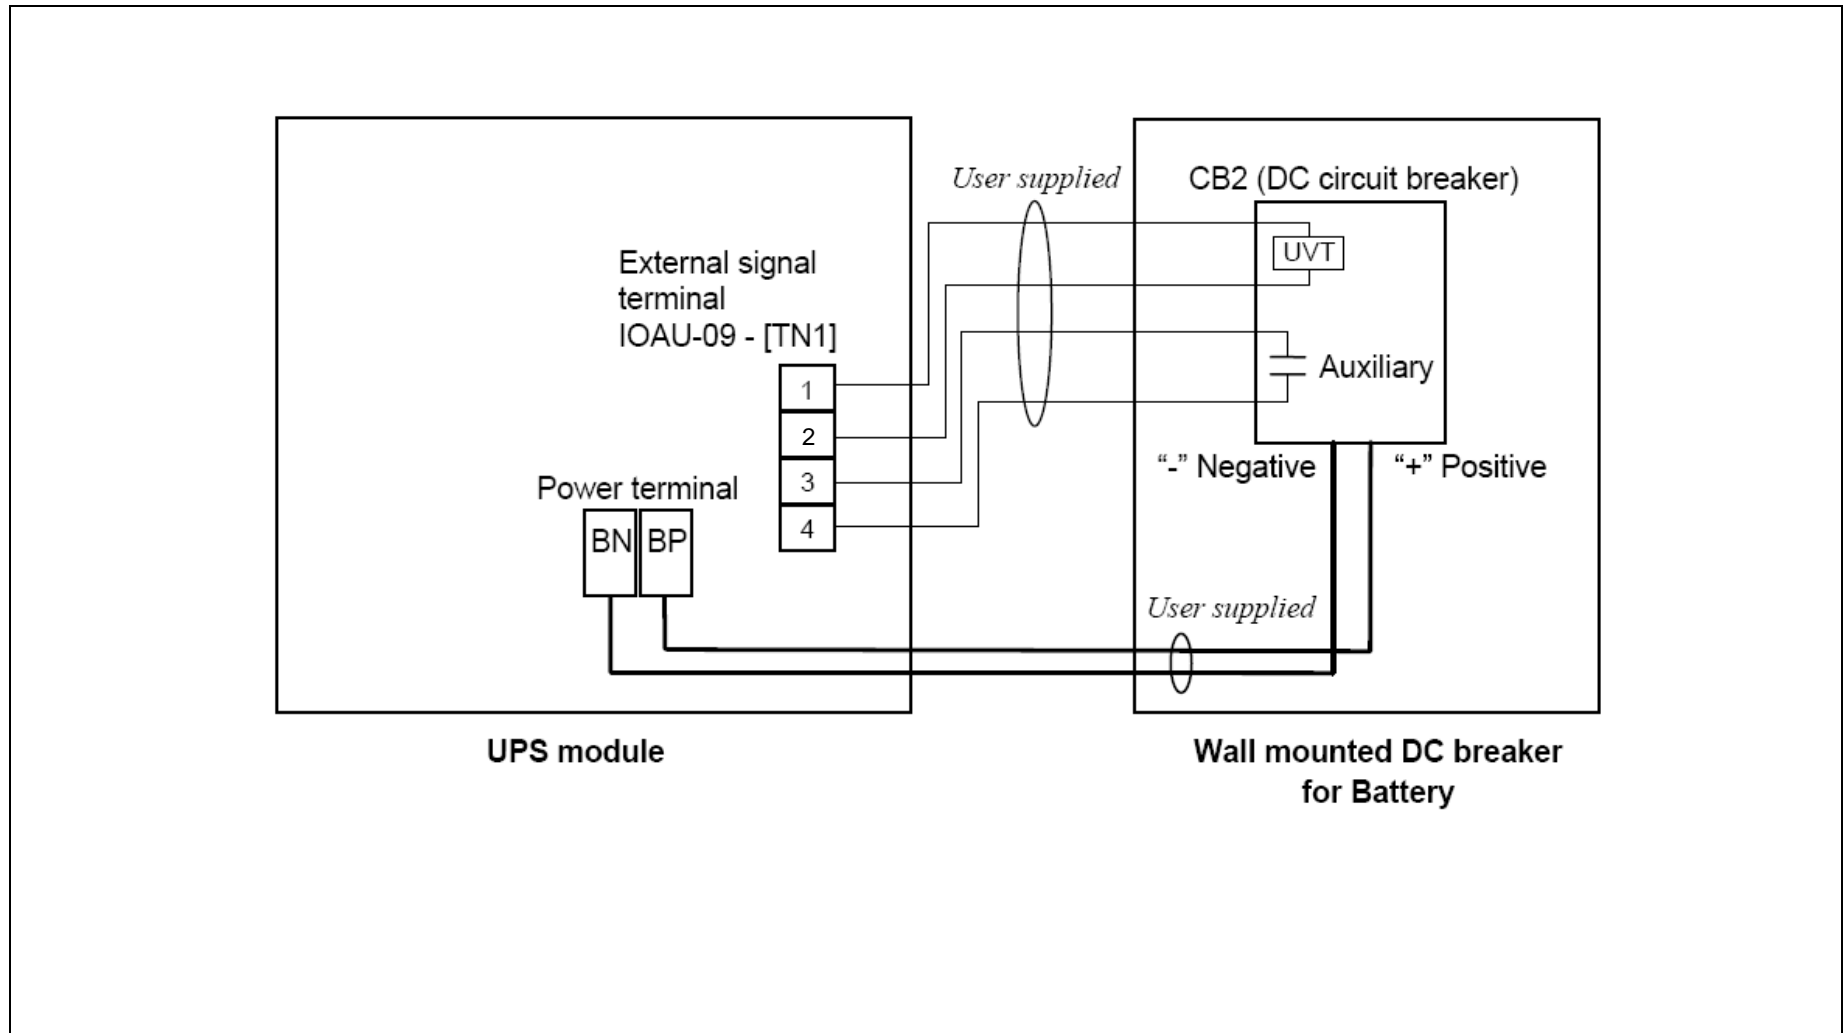 User supplied
CB2 (DC circuit breaker)
UVT
External signal
terminal
IOAU-09 - [TN1]
1
2
3
4
Auxiliary
“-” Negative
“+” Positive
Power terminal
BN
BP
User supplied
UPS module
Wall mounted DC breaker
for Battery